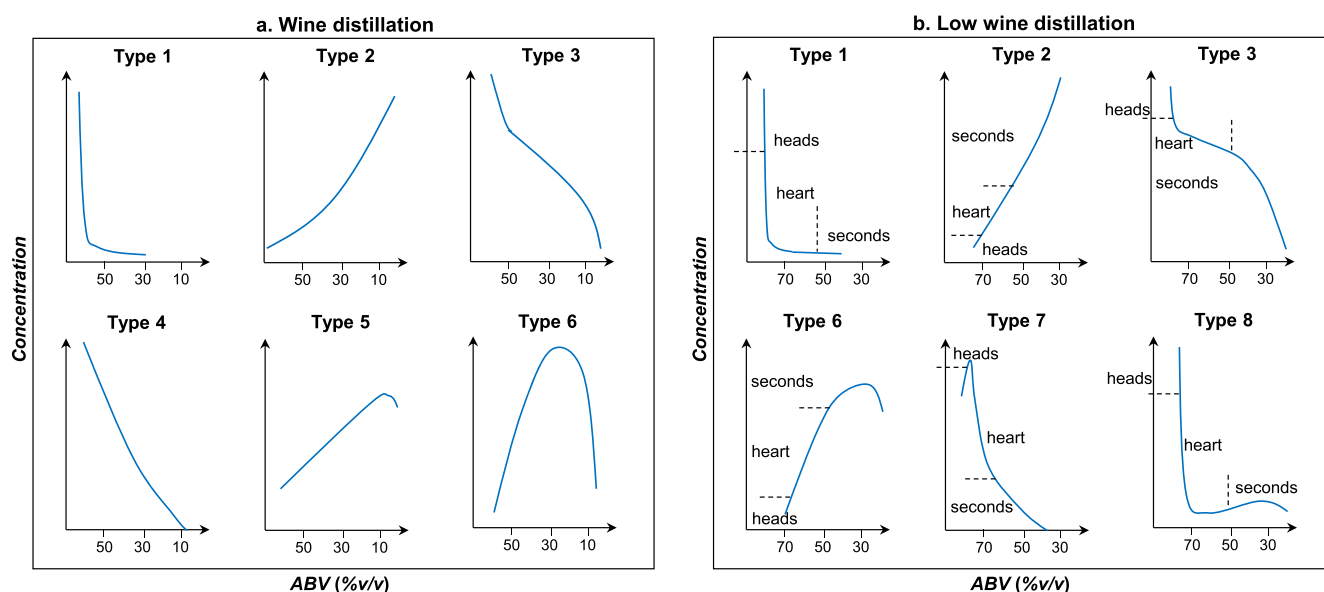 a. Wine distillation
Type 1
Type 2
Type 3
50
30
10
50
30
10
50
30
10
Type 4
Type 5
Type 6
50
30
10
50
30
10
50
30
10
Concentration
ABV (%v/v)
b. Low wine distillation
Type 1
heads
heart
seconds
70
50
30
Type 2
seconds
heart
heads
70
50
30
Type 3
heads
heart
seconds
70
50
30
Type 6
seconds
heart
heads
70
50
30
Type 7
heads
heart
seconds
70
50
30
Type 8
heads
heart
seconds
70
50
30
Concentration
ABV (%v/v)